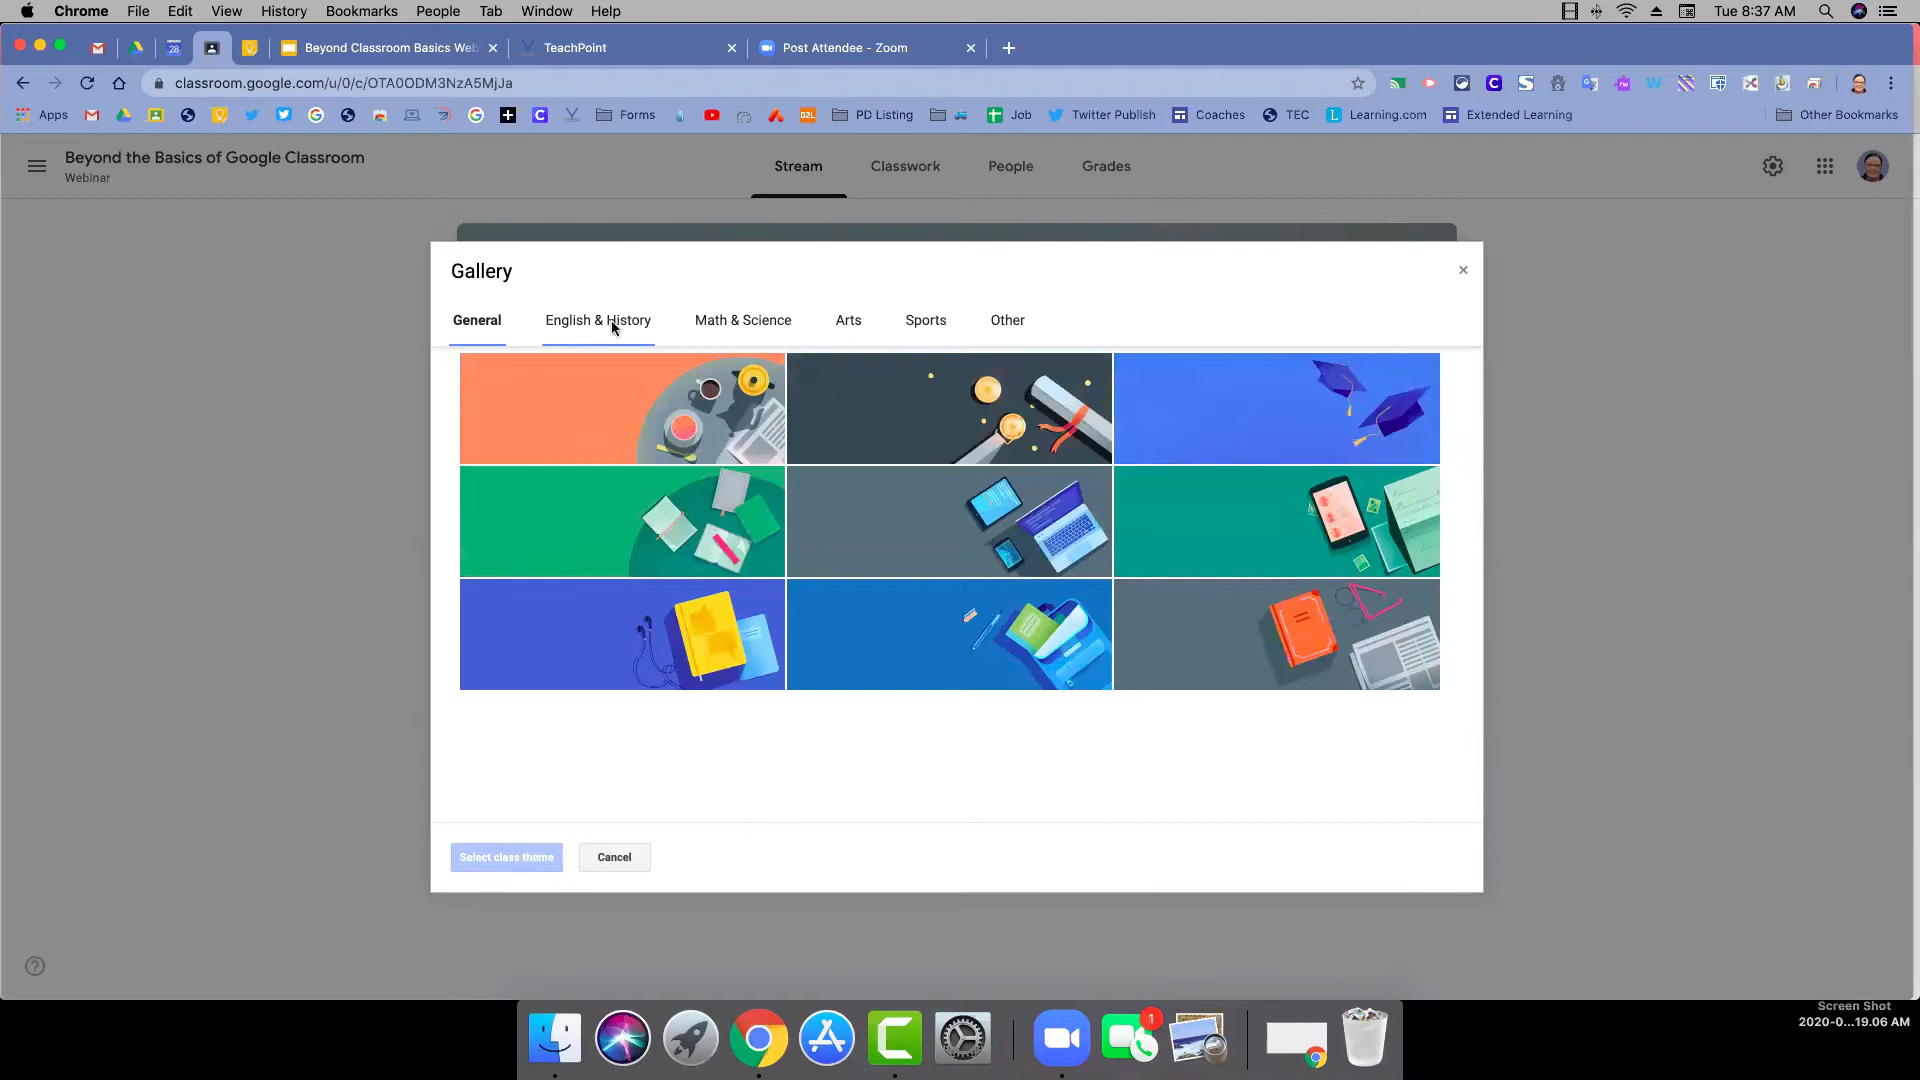 Chrome File Edit View History Bookmarks People Tab Window Help Tue 8:37 AM
28 Beyond Classroom Basics Web TeachPoint Post Attendee - Zoom
classroom.google.com/u/0/c/OTA0ODM3NzA5MjJa
Apps D2L Forms PD Listing Job Twitter Publish Coaches TEC Learning.com Extended Learning Other Bookmarks
Beyond the Basics of Google Classroom
Webinar
Stream Classwork People Grades
Gallery
General English & History Math & Science Arts Sports Other
Select class theme Cancel
Screen Shot
2020-0...19.06 AM
1